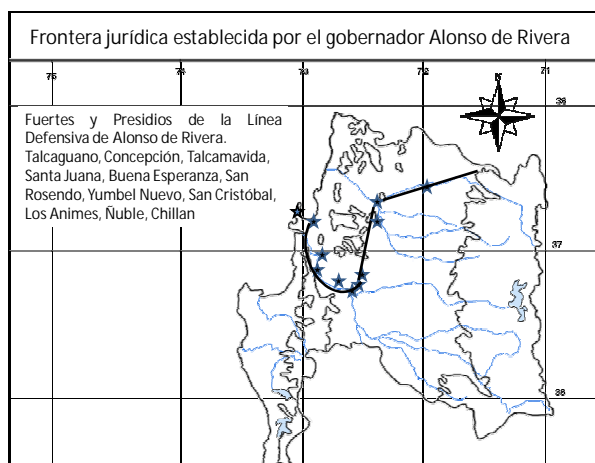 Frontera jurídica establecida por el gobernador Alonso de Rivera
75 74 73 72 71
N
36
Fuertes y Presidios de la Línea
Defensiva de Alonso de Rivera.
Talcaguano, Concepción, Talcamavida,
Santa Juana, Buena Esperanza, San
Rosendo, Yumbel Nuevo, San Cristóbal,
Los Animes, Ñuble, Chillan
37
38